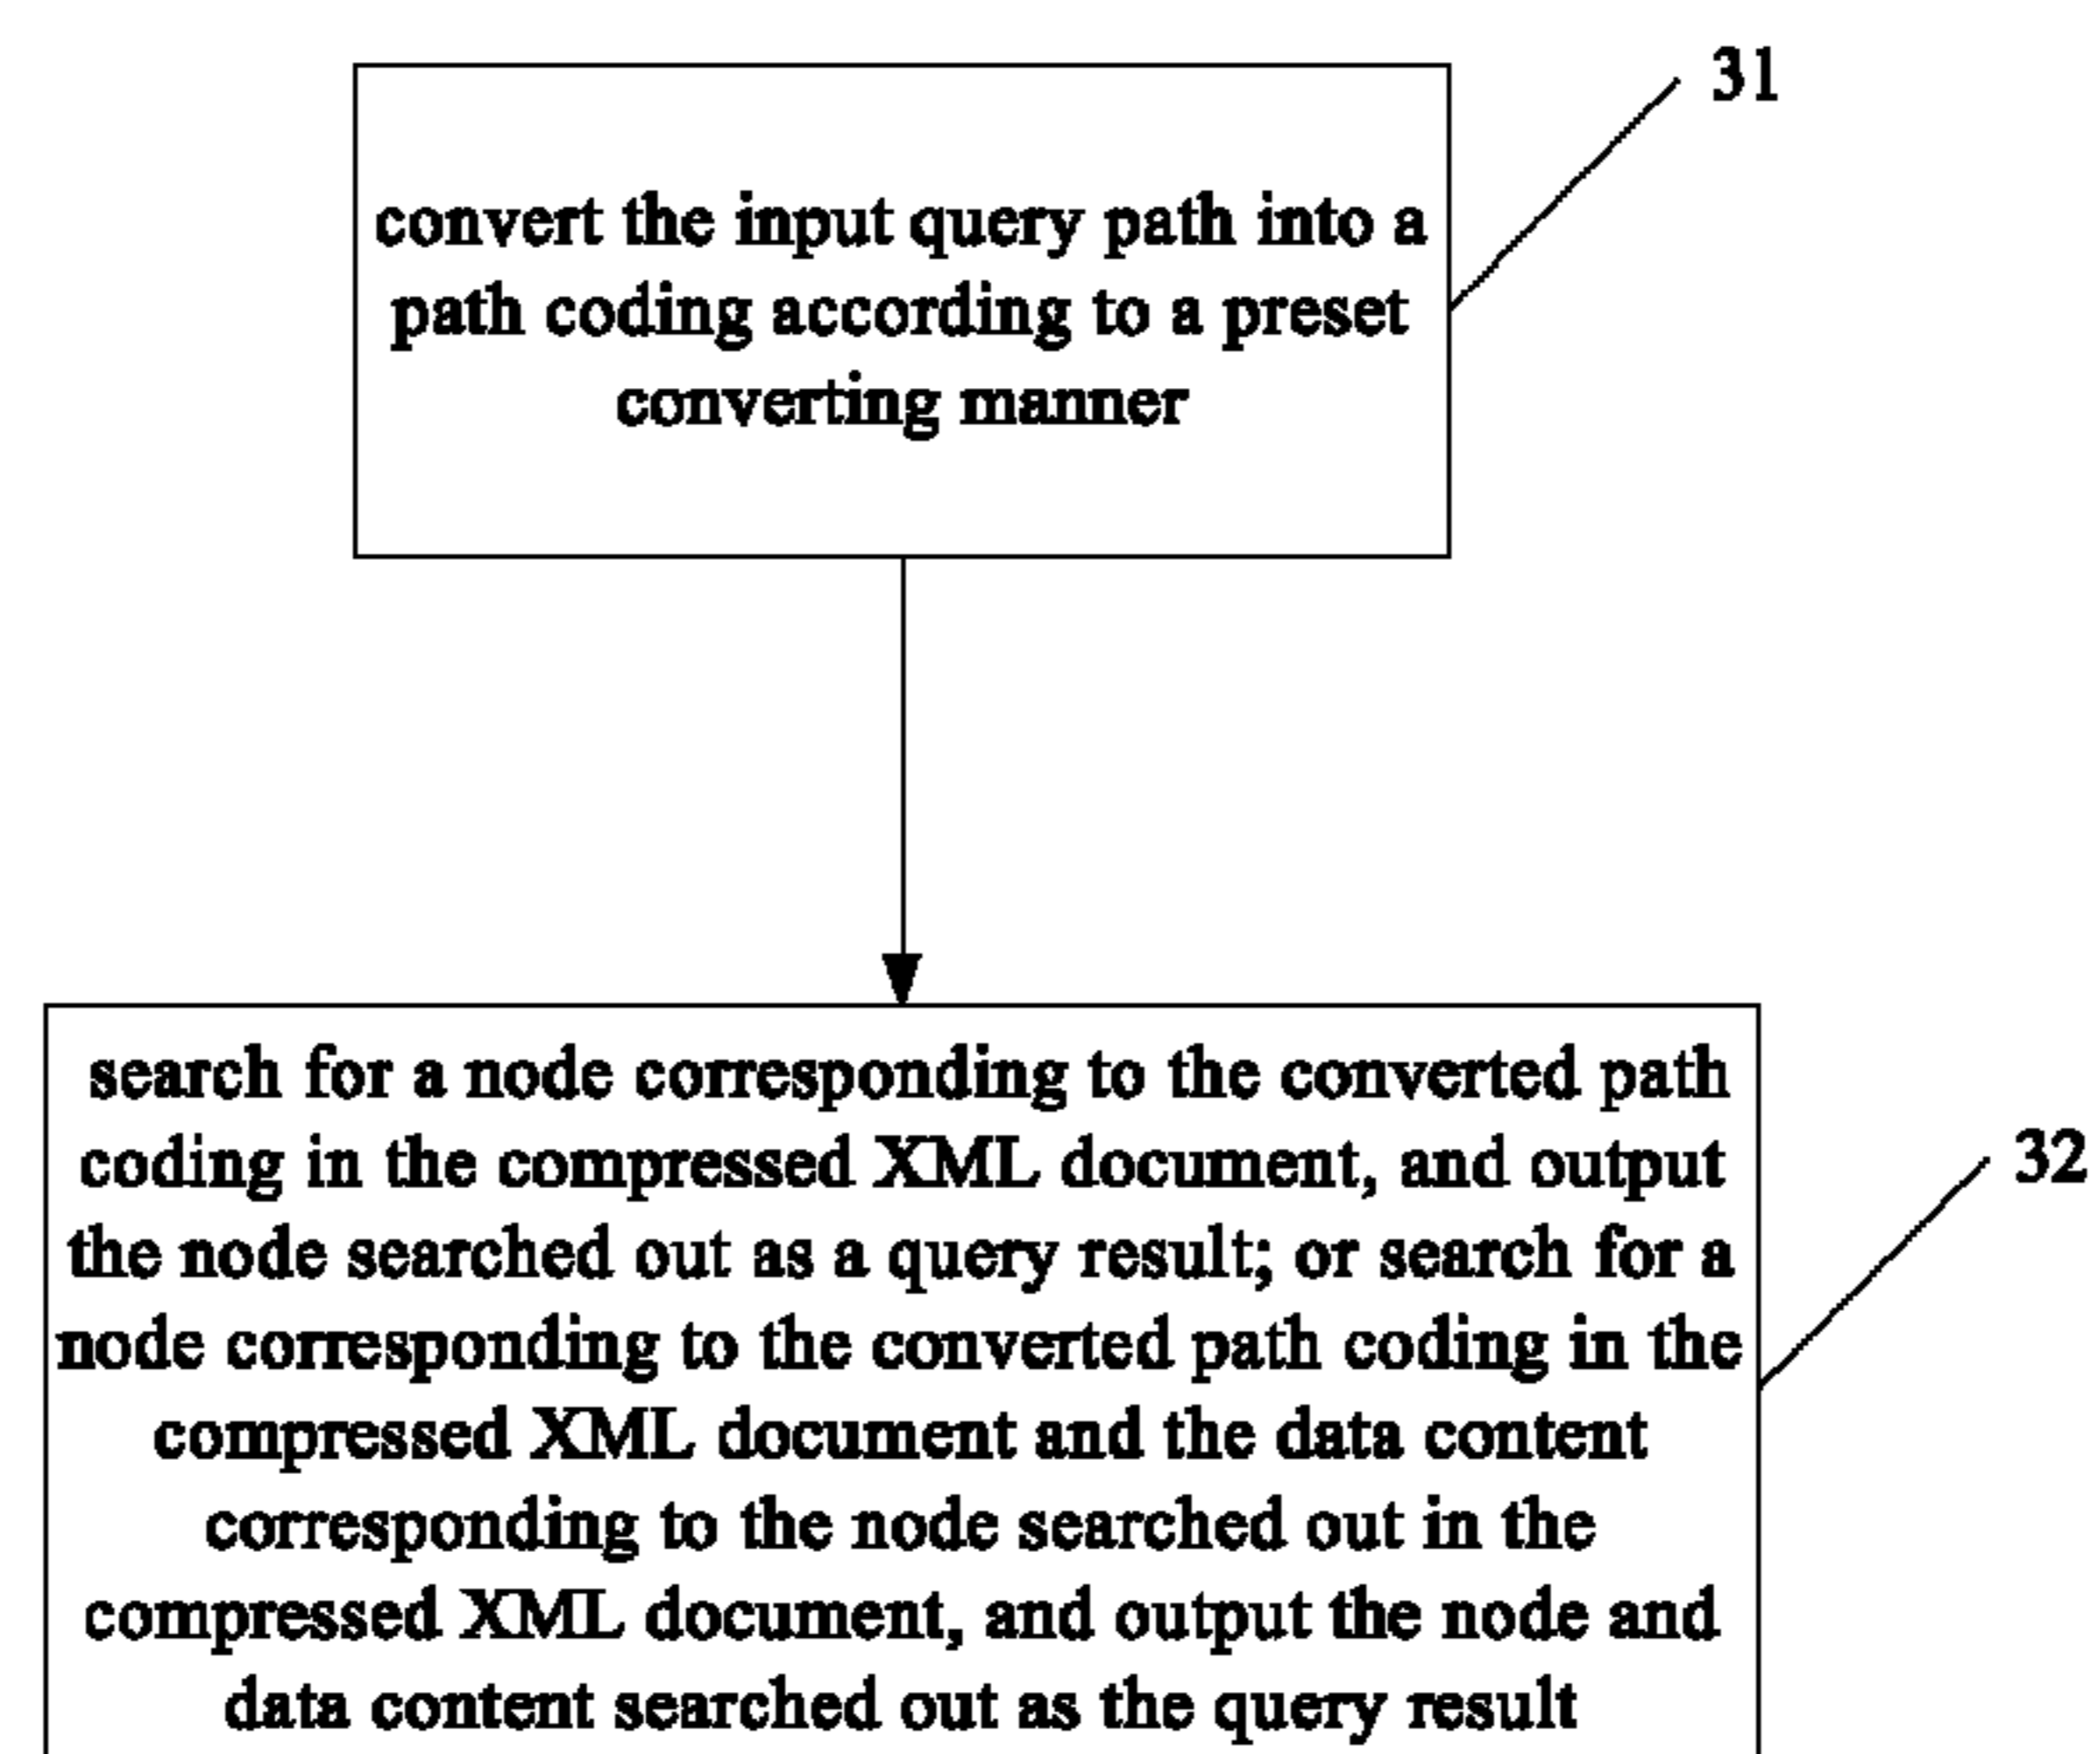 31
convert the input query path into a
path coding according to a preset
converting manner
search for a node corresponding to the converted path
coding in the compressed XML document, and output
32
the node searched out as a query result; or search for a
node corresponding to the converted path coding in the
compressed XML document and the data content
corresponding to the node searched out in the
compressed XML document, and output the node and
data content searched out as the query result